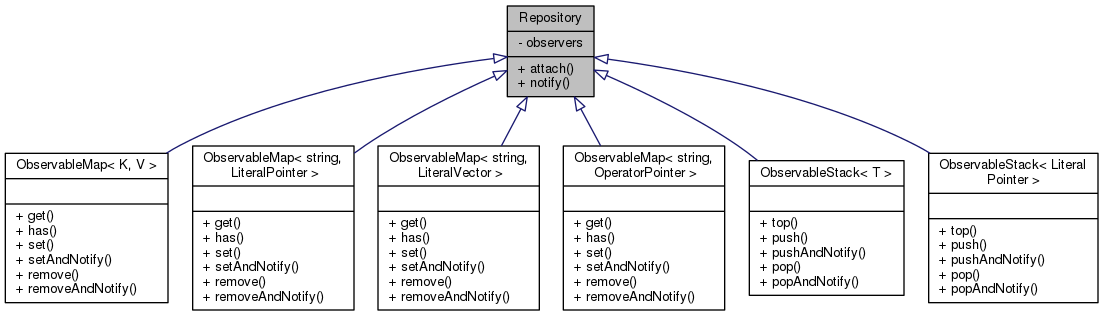 Repository
- observers
+ attach()
+ notify()
ObservableMap< K, V >
+ get()
+ has()
+ set()
+ setAndNotify()
+ remove()
+ removeAndNotify()
ObservableMap< string,
LiteralPointer >
+ get()
+ has()
+ set()
+ setAndNotify()
+ remove()
+ removeAndNotify()
ObservableMap< string,
LiteralVector >
+ get()
+ has()
+ set()
+ setAndNotify()
+ remove()
+ removeAndNotify()
ObservableMap< string,
OperatorPointer >
+ get()
+ has()
+ set()
+ setAndNotify()
+ remove()
+ removeAndNotify()
ObservableStack< T >
+ top()
+ push()
+ pushAndNotify()
+ pop()
+ popAndNotify()
ObservableStack< Literal
Pointer >
+ top()
+ push()
+ pushAndNotify()
+ pop()
+ popAndNotify()